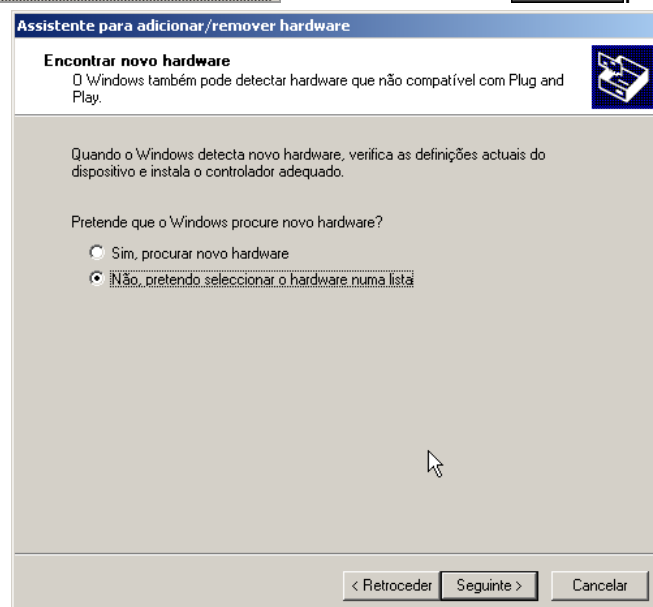 Assistente para adicionar/remover hardware
Encontrar novo hardware
O Windows também pode detectar hardware que não compatível com Plug and
Play.
Quando o Windows detecta novo hardware, verifica as definições actuais do
dispositivo e instala o controlador adequado.
Pretende que o Windows procure novo hardware?
Sim, procurar novo hardware
Não, pretendo seleccionar o hardware numa lista
< Retroceder Seguinte > Cancelar